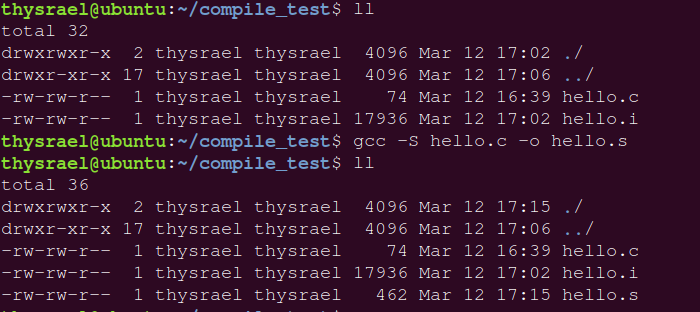 thysrael@ubuntu:~/compile_test$ ll
total 32
drwxrwxr-x  2 thysrael thysrael  4096 Mar 12 17:02 ./
drwxr-xr-x 17 thysrael thysrael  4096 Mar 12 17:06 ../
-rw-rw-r--  1 thysrael thysrael    74 Mar 12 16:39 hello.c
-rw-rw-r--  1 thysrael thysrael 17936 Mar 12 17:02 hello.i
thysrael@ubuntu:~/compile_test$ gcc -S hello.c -o hello.s
thysrael@ubuntu:~/compile_test$ ll
total 36
drwxrwxr-x  2 thysrael thysrael  4096 Mar 12 17:15 ./
drwxr-xr-x 17 thysrael thysrael  4096 Mar 12 17:06 ../
-rw-rw-r--  1 thysrael thysrael    74 Mar 12 16:39 hello.c
-rw-rw-r--  1 thysrael thysrael 17936 Mar 12 17:02 hello.i
-rw-rw-r--  1 thysrael thysrael   462 Mar 12 17:15 hello.s